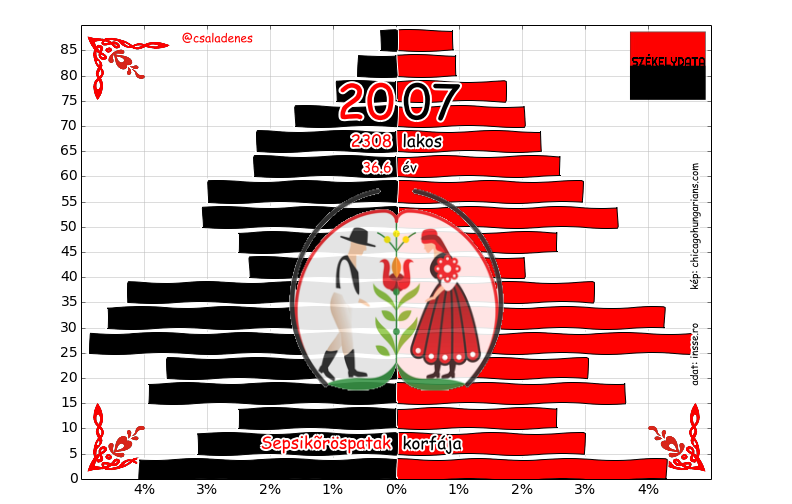 @csaladenes
SZÉKELYDATA
2007
2308 lakos
36.6 év
kép: chicagohungarians.com
adat: insse.ro
Sepsikőröspatak korfája
85
80
75
70
65
60
55
50
45
40
35
30
25
20
15
10
5
0
4% 3% 2% 1% 0% 1% 2% 3% 4%